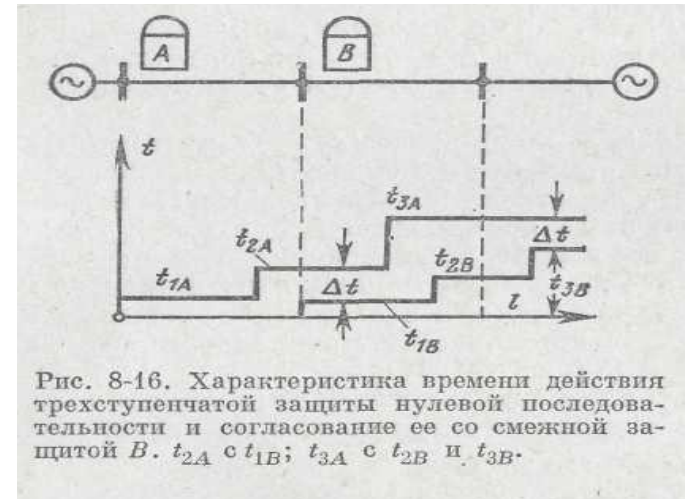 A B
t
t3A
t2A
Δt
t1A
Δt
t2B
t3B
l
t1B
Рис. 8-16. Характеристика времени действия
трехступенчатой защиты нулевой последова-
тельности и согласование ее со смежной за-
щитой B. t2A с t1B; t3A с t2B и t3B.